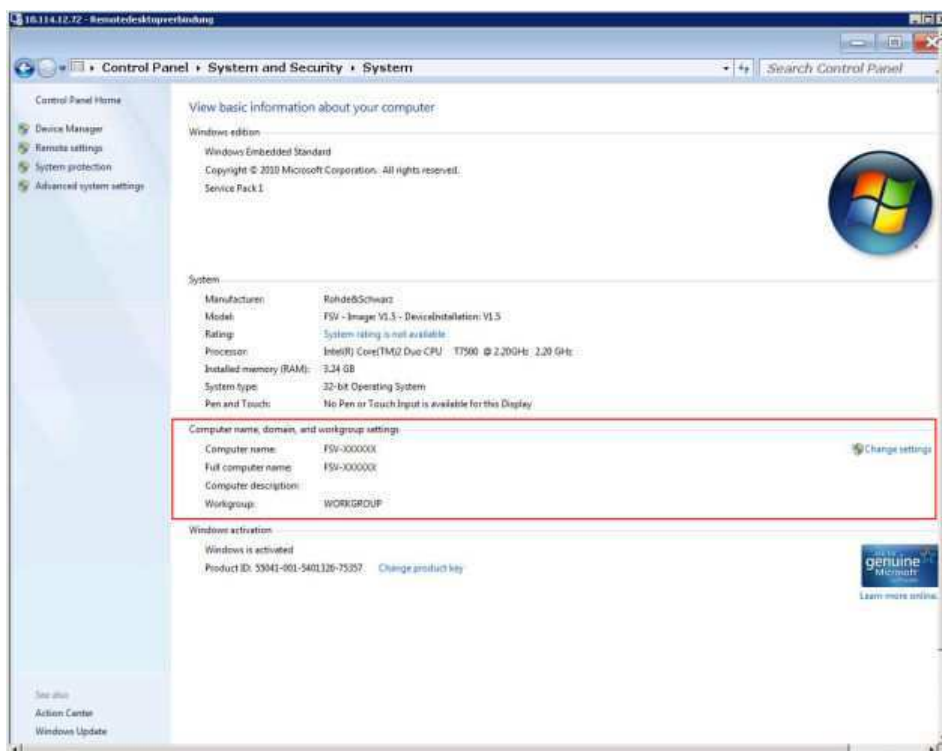 10.114.12.72 - Remotedesktopverbindung
Control Panel System and Security System
Search Control Panel
Control Panel Home
Device Manager
Remote settings
System protection
Advanced system settings
See also
Action Center
Windows Update
View basic information about your computer
Windows edition
Windows Embedded Standard
Copyright © 2010 Microsoft Corporation. All rights reserved.
Service Pack 1
System
Manufacturer: Rohde&Schwarz
Model: FSV - Image: V1.5 - DeviceInstallation: V1.5
Rating: System rating is not available
Processor: Intel(R) Core(TM)2 Duo CPU T7500 @ 2.20GHz 2.20 GHz
Installed memory (RAM): 3.24 GB
System type: 32-bit Operating System
Pen and Touch: No Pen or Touch Input is available for this Display
Computer name, domain, and workgroup settings
Computer name: FSV-XXXXXX
Change settings
Full computer name: FSV-XXXXXX
Computer description:
Workgroup: WORKGROUP
Windows activation
Windows is activated
Product ID: 55041-001-5401326-75357 Change product key
genuine
Microsoft
Learn more online